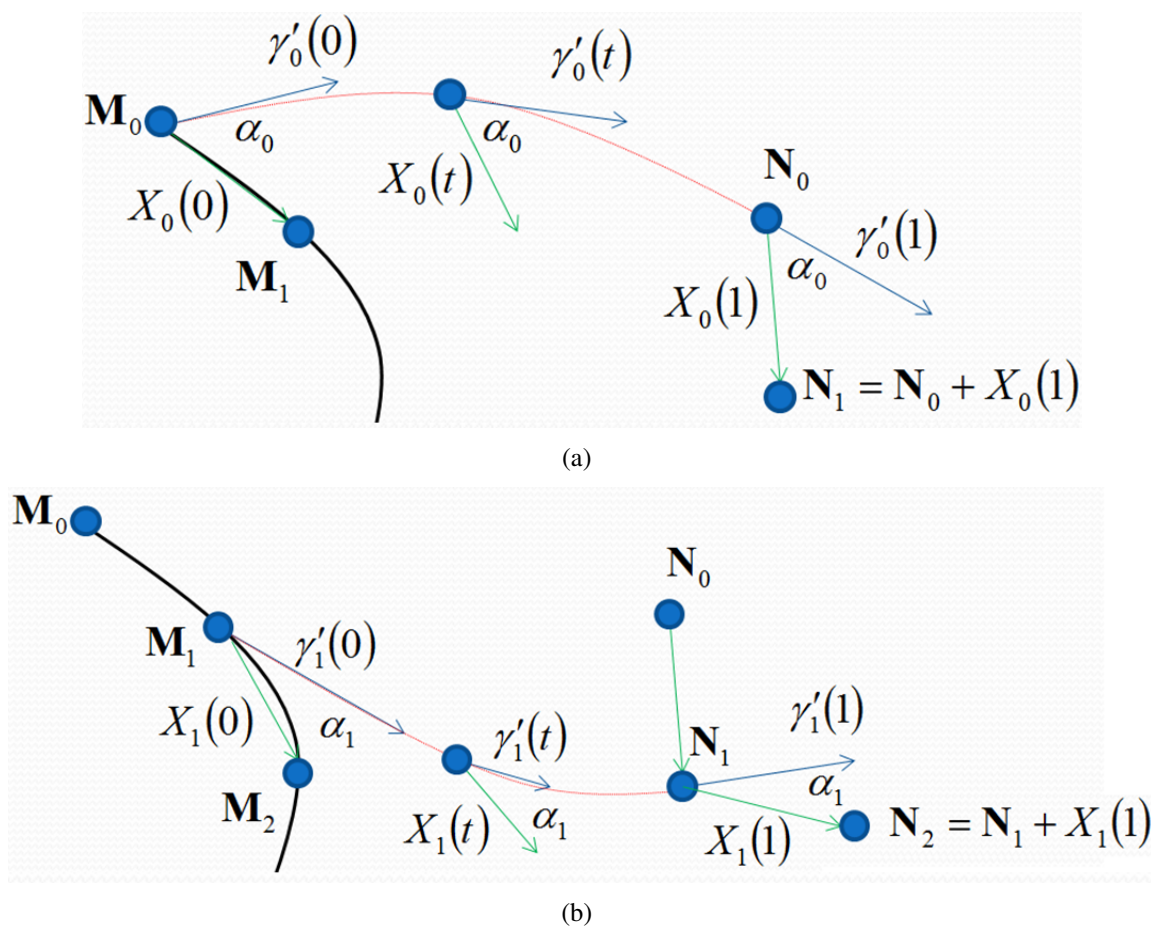 γ′₀(0)
γ′₀(t)
M₀
α₀
α₀
X₀(t)
N₀
X₀(0)
γ′₀(1)
M₁
α₀
X₀(1)
N₁ = N₀ + X₀(1)
(a)
M₀
N₀
M₁
γ′₁(0)
X₁(0)
α₁
γ′₁(t)
N₁
γ′₁(1)
α₁
M₂
X₁(t)
α₁
X₁(1)
N₂ = N₁ + X₁(1)
(b)